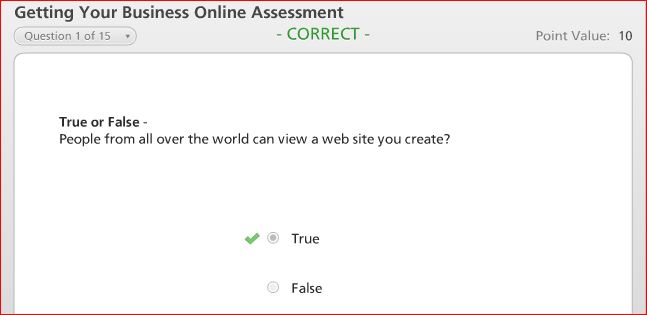 Getting Your Business Online Assessment
Question 1 of 15
- CORRECT -
Point Value: 10
True or False -
People from all over the world can view a web site you create?
True
False